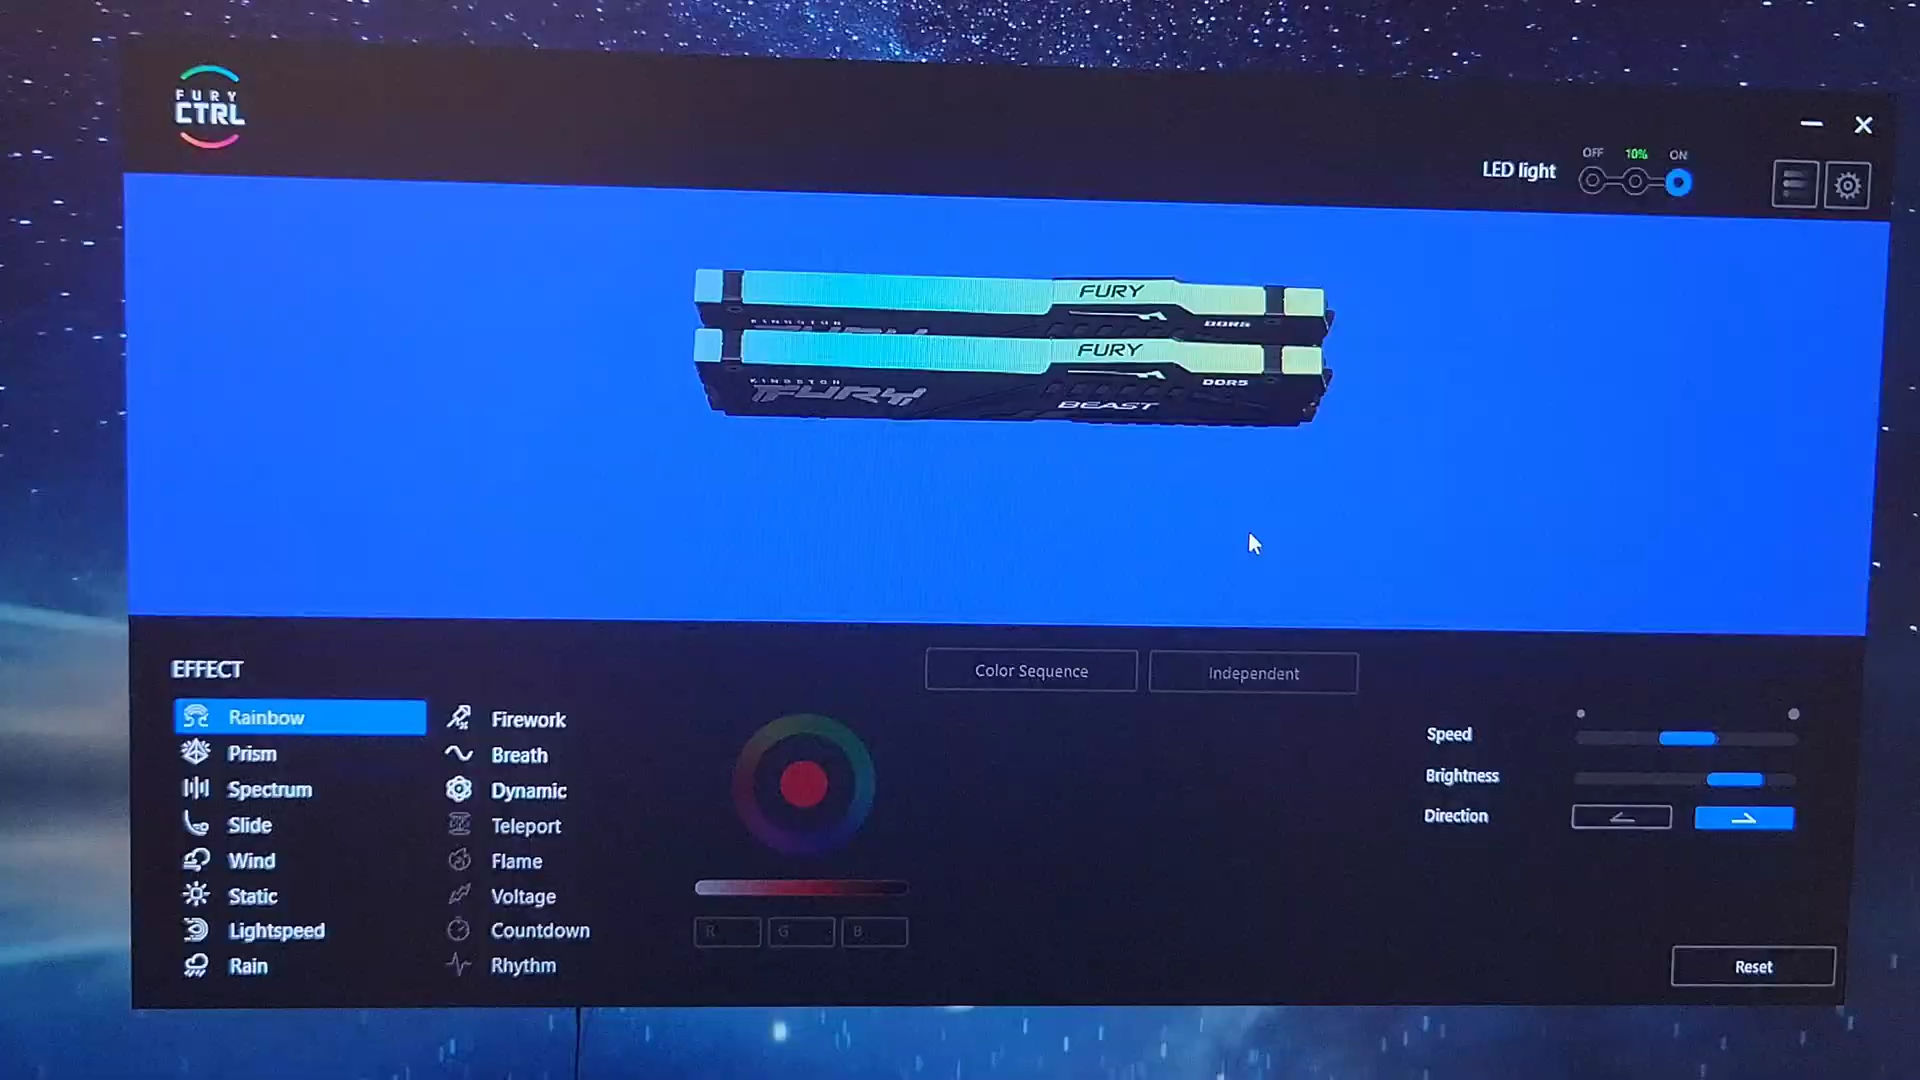 FURY
CTRL
LED light
OFF
10%
ON
FURY
DDR5
FURY
KINGSTON
FURY
DDR5
BEAST
EFFECT
Color Sequence
Independent
Rainbow
Prism
Spectrum
Slide
Wind
Static
Lightspeed
Rain
Firework
Breath
Dynamic
Teleport
Flame
Voltage
Countdown
Rhythm
R
G
B
Speed
Brightness
Direction
Reset